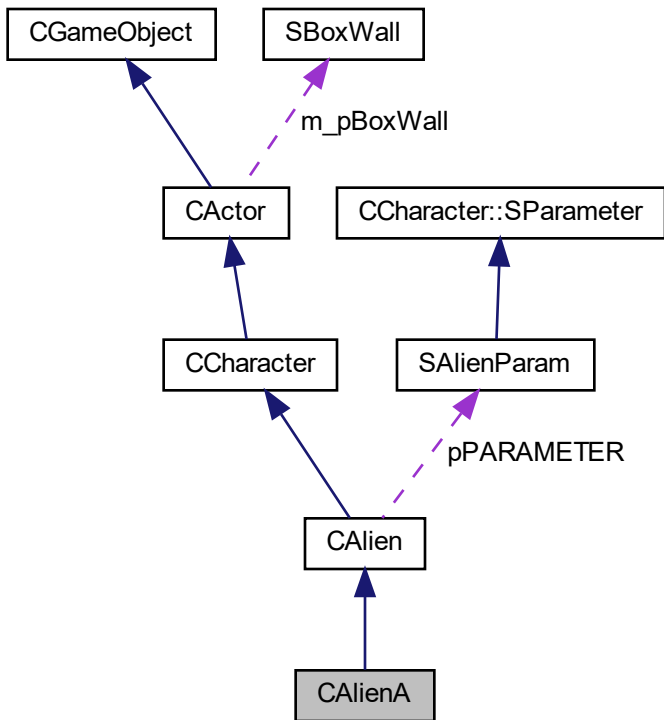 CGameObject
SBoxWall
m_pBoxWall
CActor
CCharacter::SParameter
CCharacter
SAlienParam
pPARAMETER
CAlien
CAlienA